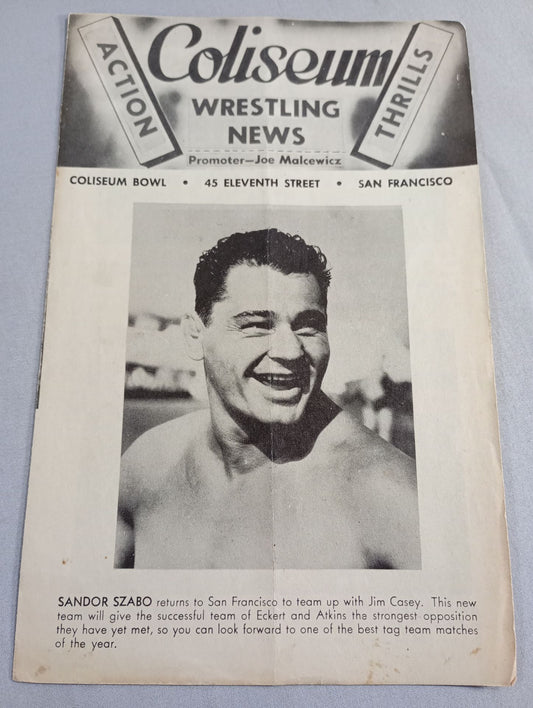 ACTION
Coliseum
THRILLS
WRESTLING
NEWS
Promoter—Joe Malcewicz
COLISEUM BOWL • 45 ELEVENTH STREET • SAN FRANCISCO
SANDOR SZABO returns to San Francisco to team up with Jim Casey. This new
team will give the successful team of Eckert and Atkins the strongest opposition
they have yet met, so you can look forward to one of the best tag team matches
of the year.